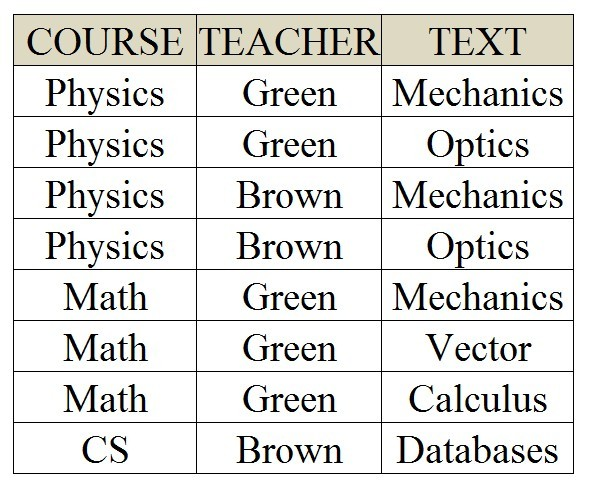 COURSE TEACHER TEXT
Physics Green Mechanics
Physics Green Optics
Physics Brown Mechanics
Physics Brown Optics
Math Green Mechanics
Math Green Vector
Math Green Calculus
CS Brown Databases